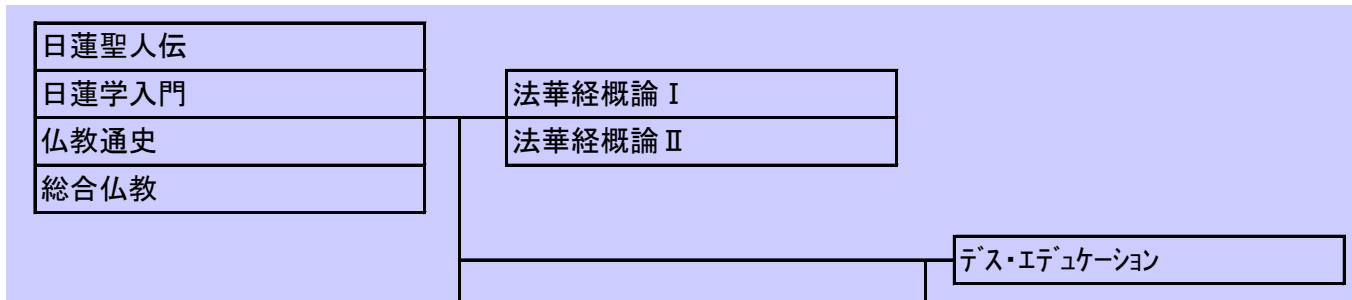 日蓮聖人伝
日蓮学入門
法華経概論Ⅰ
仏教通史
法華経概論Ⅱ
総合仏教
ﾃﾞｽ・ｴﾃﾞｭｹｰｼｮﾝ